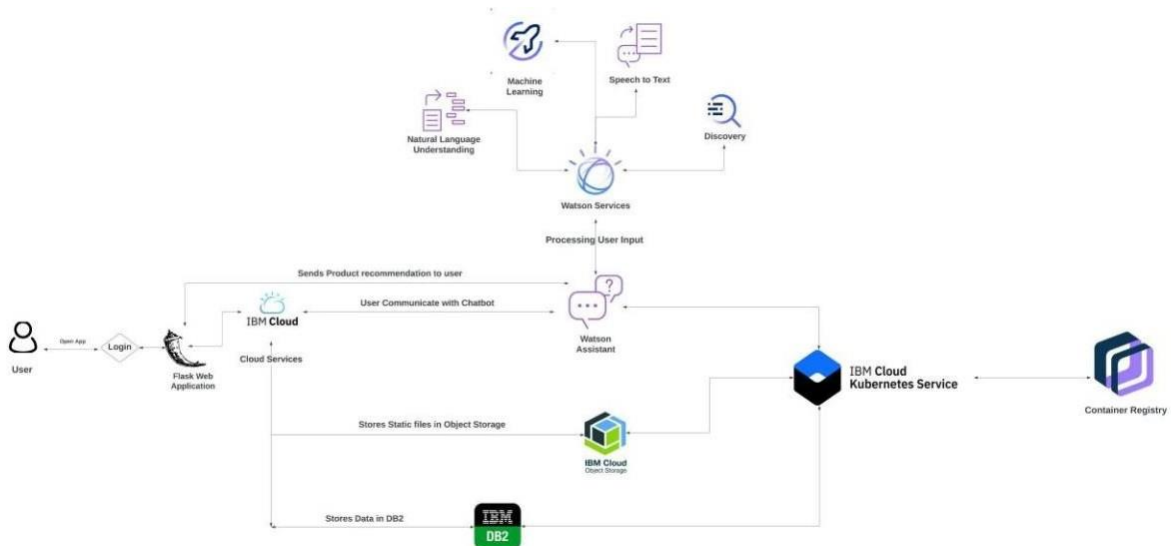 Machine
Learning
Speech to Text
Natural Language
Understanding
Discovery
Watson Services
Processing User Input
Sends Product recommendation to user
?
User Communicate with Chatbot
IBM Cloud
Watson
Assistant
Open App
Login
User
Cloud Services
Flask Web
Application
IBM Cloud
Kubernetes Service
Container Registry
Stores Static files in Object Storage
IBM Cloud
Object Storage
Stores Data in DB2
IBM
DB2